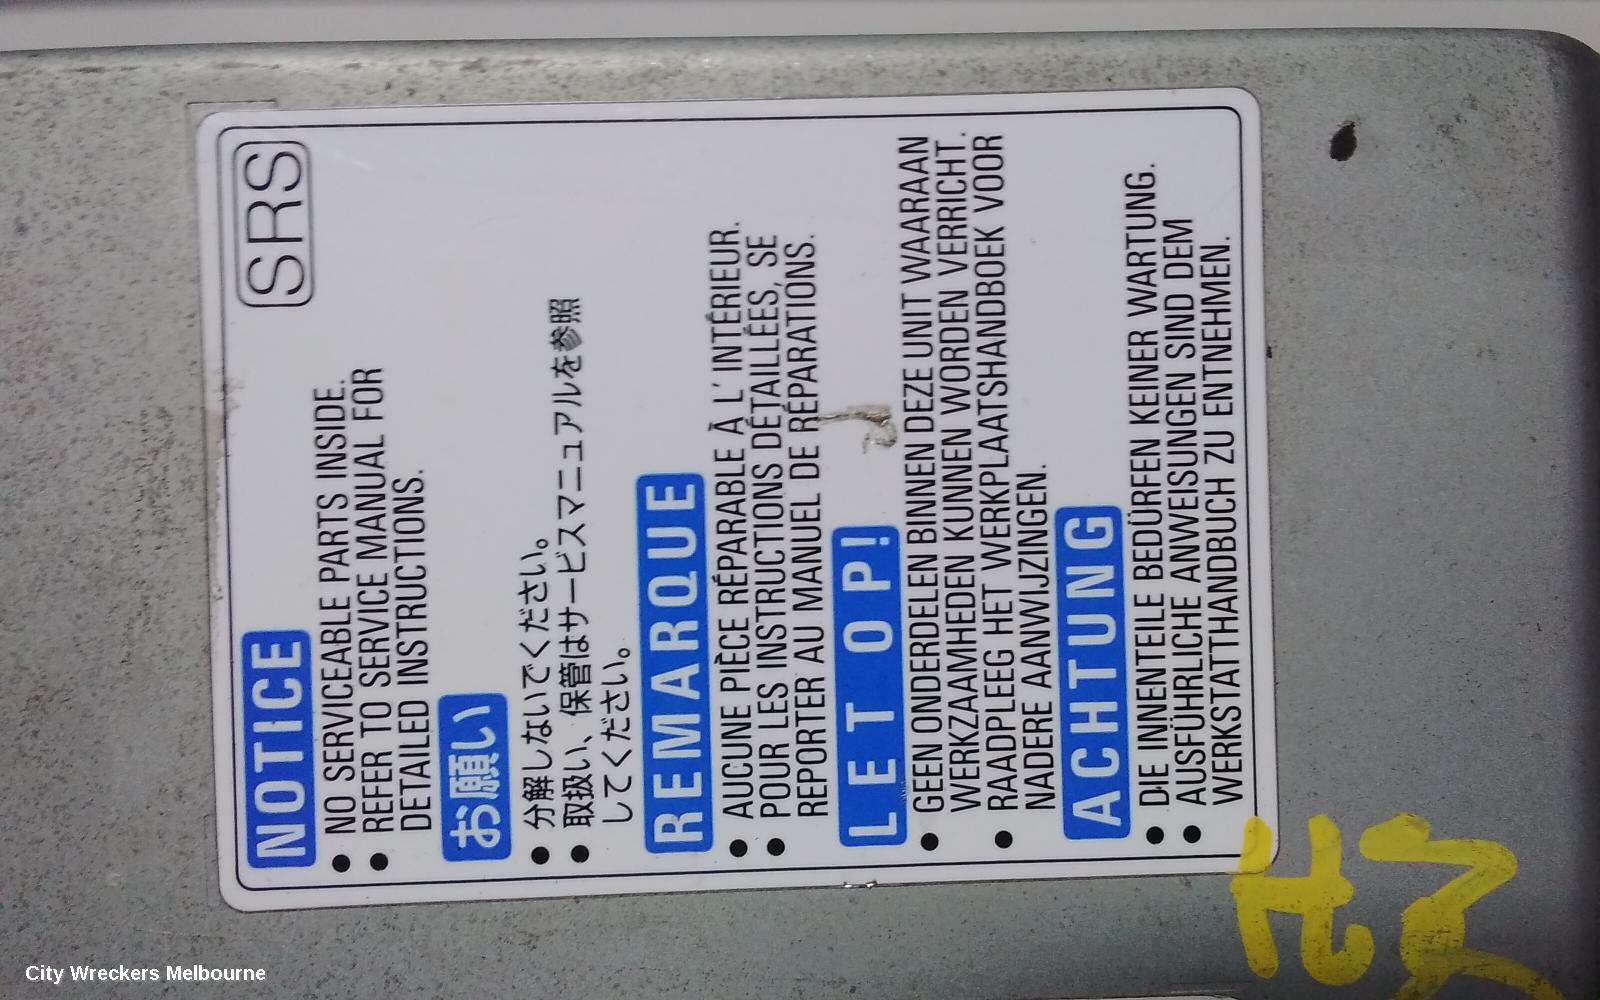 SRS
NOTICE
● NO SERVICEABLE PARTS INSIDE.
● REFER TO SERVICE MANUAL FOR
DETAILED INSTRUCTIONS.
お願い
● 分解しないでください。
● 取扱い、保管はサービスマニュアルを参照
してください。
REMARQUE
● AUCUNE PIÈCE RÉPARABLE À L' INTÉRIEUR.
● POUR LES INSTRUCTIONS DÉTAILLÉES, SE
REPORTER AU MANUEL DE RÉPARATIONS.
LET OP!
● GEEN ONDERDELEN BINNEN DEZE UNIT WAARAAN
WERKZAAMHEDEN KUNNEN WORDEN VERRICHT.
● RAADPLEEG HET WERKPLAATSHANDBOEK VOOR
NADERE AANWIJZINGEN.
ACHTUNG
● DIE INNENTEILE BEDÜRFEN KEINER WARTUNG.
● AUSFÜHRLICHE ANWEISUNGEN SIND DEM
WERKSTATTHANDBUCH ZU ENTNEHMEN.
City Wreckers Melbourne